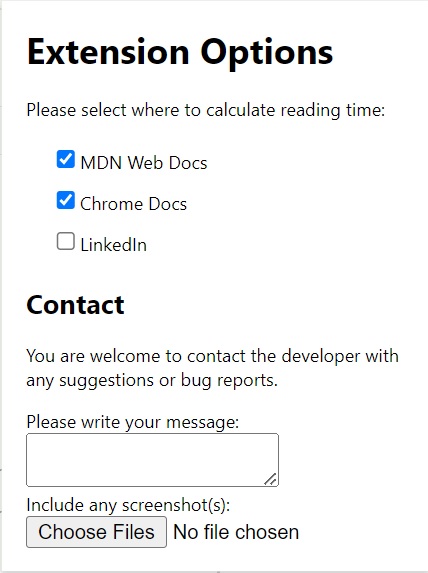 Extension Options
Please select where to calculate reading time:
MDN Web Docs
Chrome Docs
LinkedIn
Contact
You are welcome to contact the developer with
any suggestions or bug reports.
Please write your message:
Include any screenshot(s):
Choose Files No file chosen